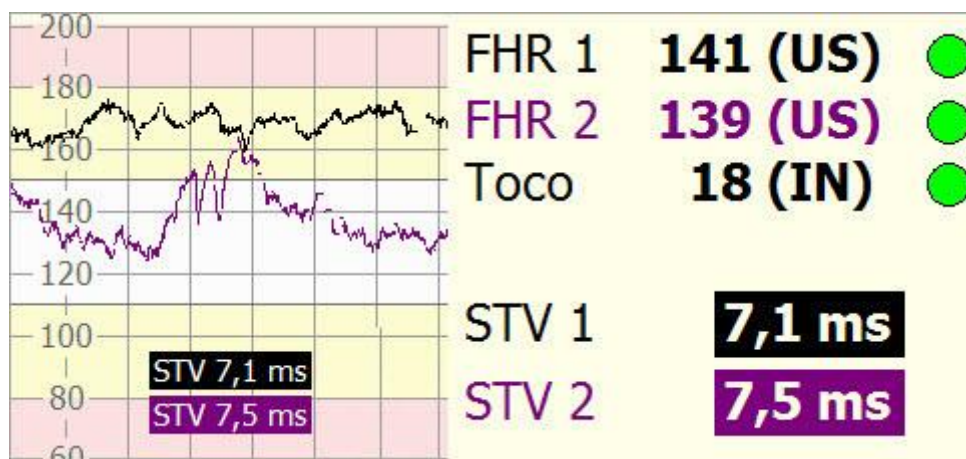 200
180
160
140
120
100
80
60
STV 7,1 ms
STV 7,5 ms
FHR 1 141 (US)
FHR 2 139 (US)
Toco 18 (IN)
STV 1 7,1 ms
STV 2 7,5 ms